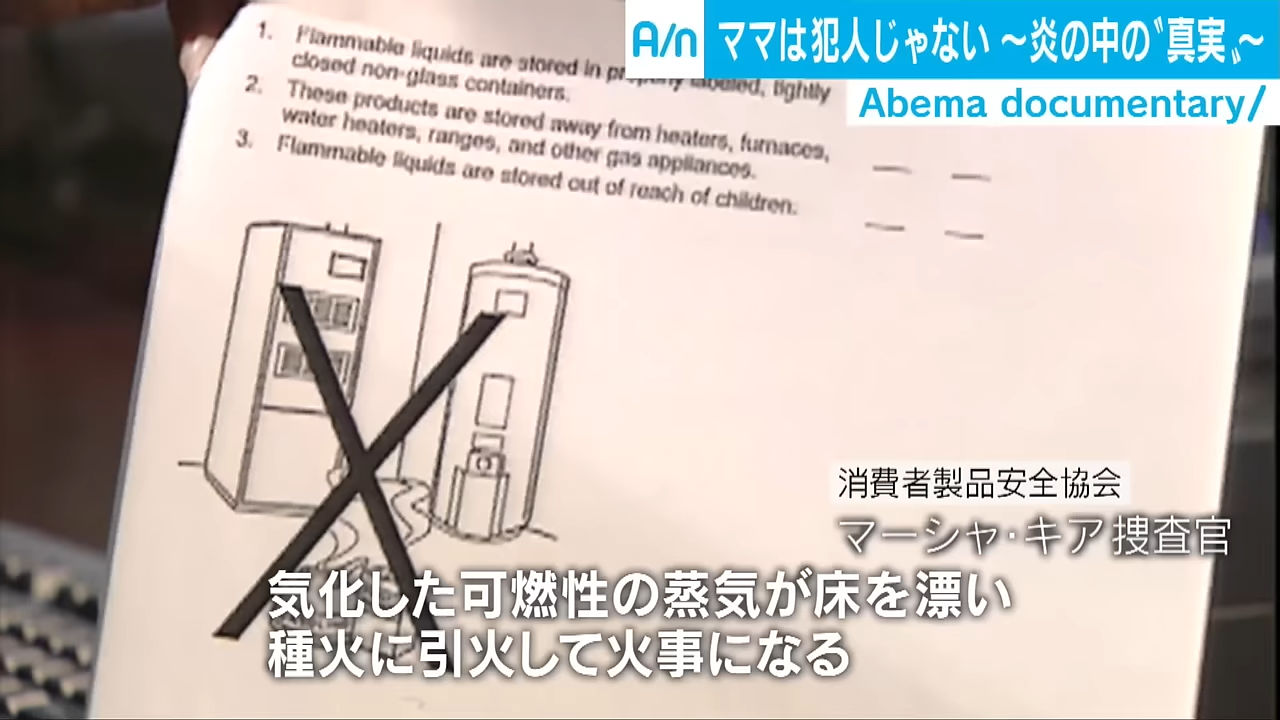 A/n ママは犯人じゃない ～炎の中の〝真実〟～
Abema documentary/
1. Flammable liquids are stored in properly labeled, tightly
closed non-glass containers.
2. These products are stored away from heaters, furnaces,
water heaters, ranges, and other gas appliances.
3. Flammable liquids are stored out of reach of children.
消費者製品安全協会
マーシャ・キア捜査官
気化した可燃性の蒸気が床を漂い
種火に引火して火事になる